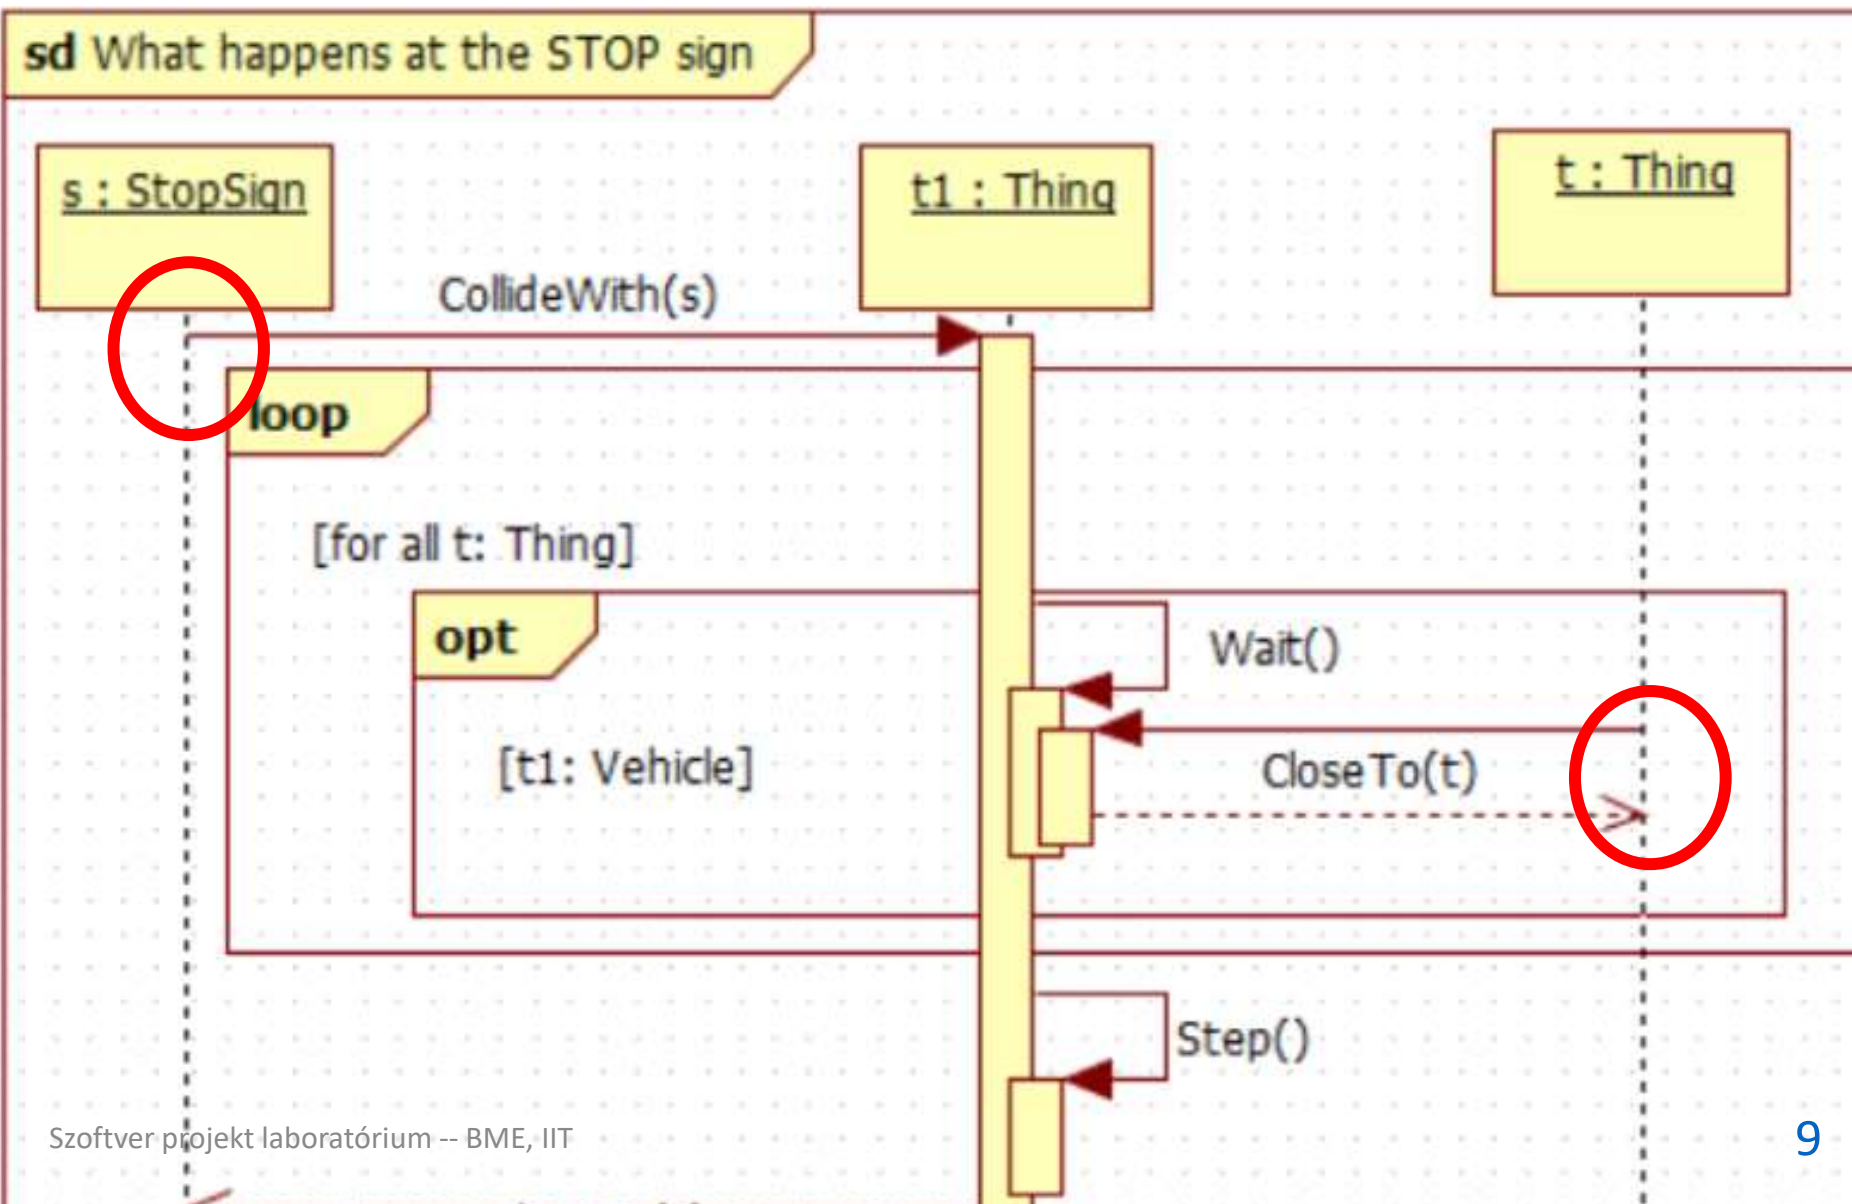 sd What happens at the STOP sign
s : StopSign
t1 : Thing
t : Thing
CollideWith(s)
loop
[for all t: Thing]
opt
Wait()
[t1: Vehicle]
CloseTo(t)
Step()
Szoftver projekt laboratórium -- BME, IIT
9